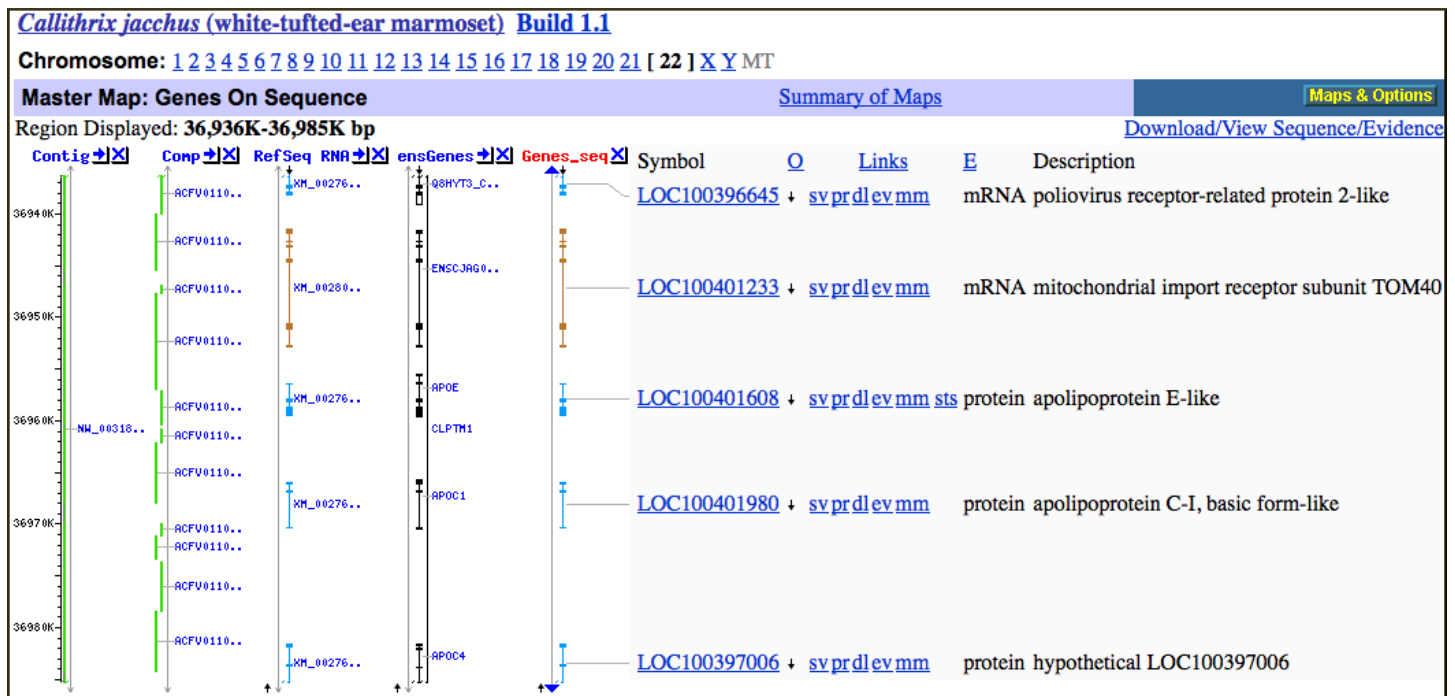 Callithrix jacchus (white-tufted-ear marmoset) Build 1.1
Chromosome: 1 2 3 4 5 6 7 8 9 10 11 12 13 14 15 16 17 18 19 20 21 [ 22 ] X Y MT
Master Map: Genes On Sequence Summary of Maps Maps & Options
Region Displayed: 36,936K-36,985K bp Download/View Sequence/Evidence
Contig Comp RefSeq RNA ensGenes Genes_seq Symbol O Links E Description
ACFV0110.. XM_00276.. Q8HYT3_C.. LOC100396645 sv pr dl ev mm mRNA poliovirus receptor-related protein 2-like
36940K
ACFV0110..
ENSCJAG0..
ACFV0110.. XM_00280.. LOC100401233 sv pr dl ev mm mRNA mitochondrial import receptor subunit TOM40
36950K
ACFV0110..
APOE
ACFV0110.. XM_00276.. LOC100401608 sv pr dl ev mm sts protein apolipoprotein E-like
36960K
NW_00318.. ACFV0110.. CLPTM1
ACFV0110..
APOC1
XM_00276.. LOC100401980 sv pr dl ev mm protein apolipoprotein C-I, basic form-like
36970K ACFV0110..
ACFV0110..
ACFV0110..
36980K
ACFV0110..
XM_00276.. APOC4 LOC100397006 sv pr dl ev mm protein hypothetical LOC100397006